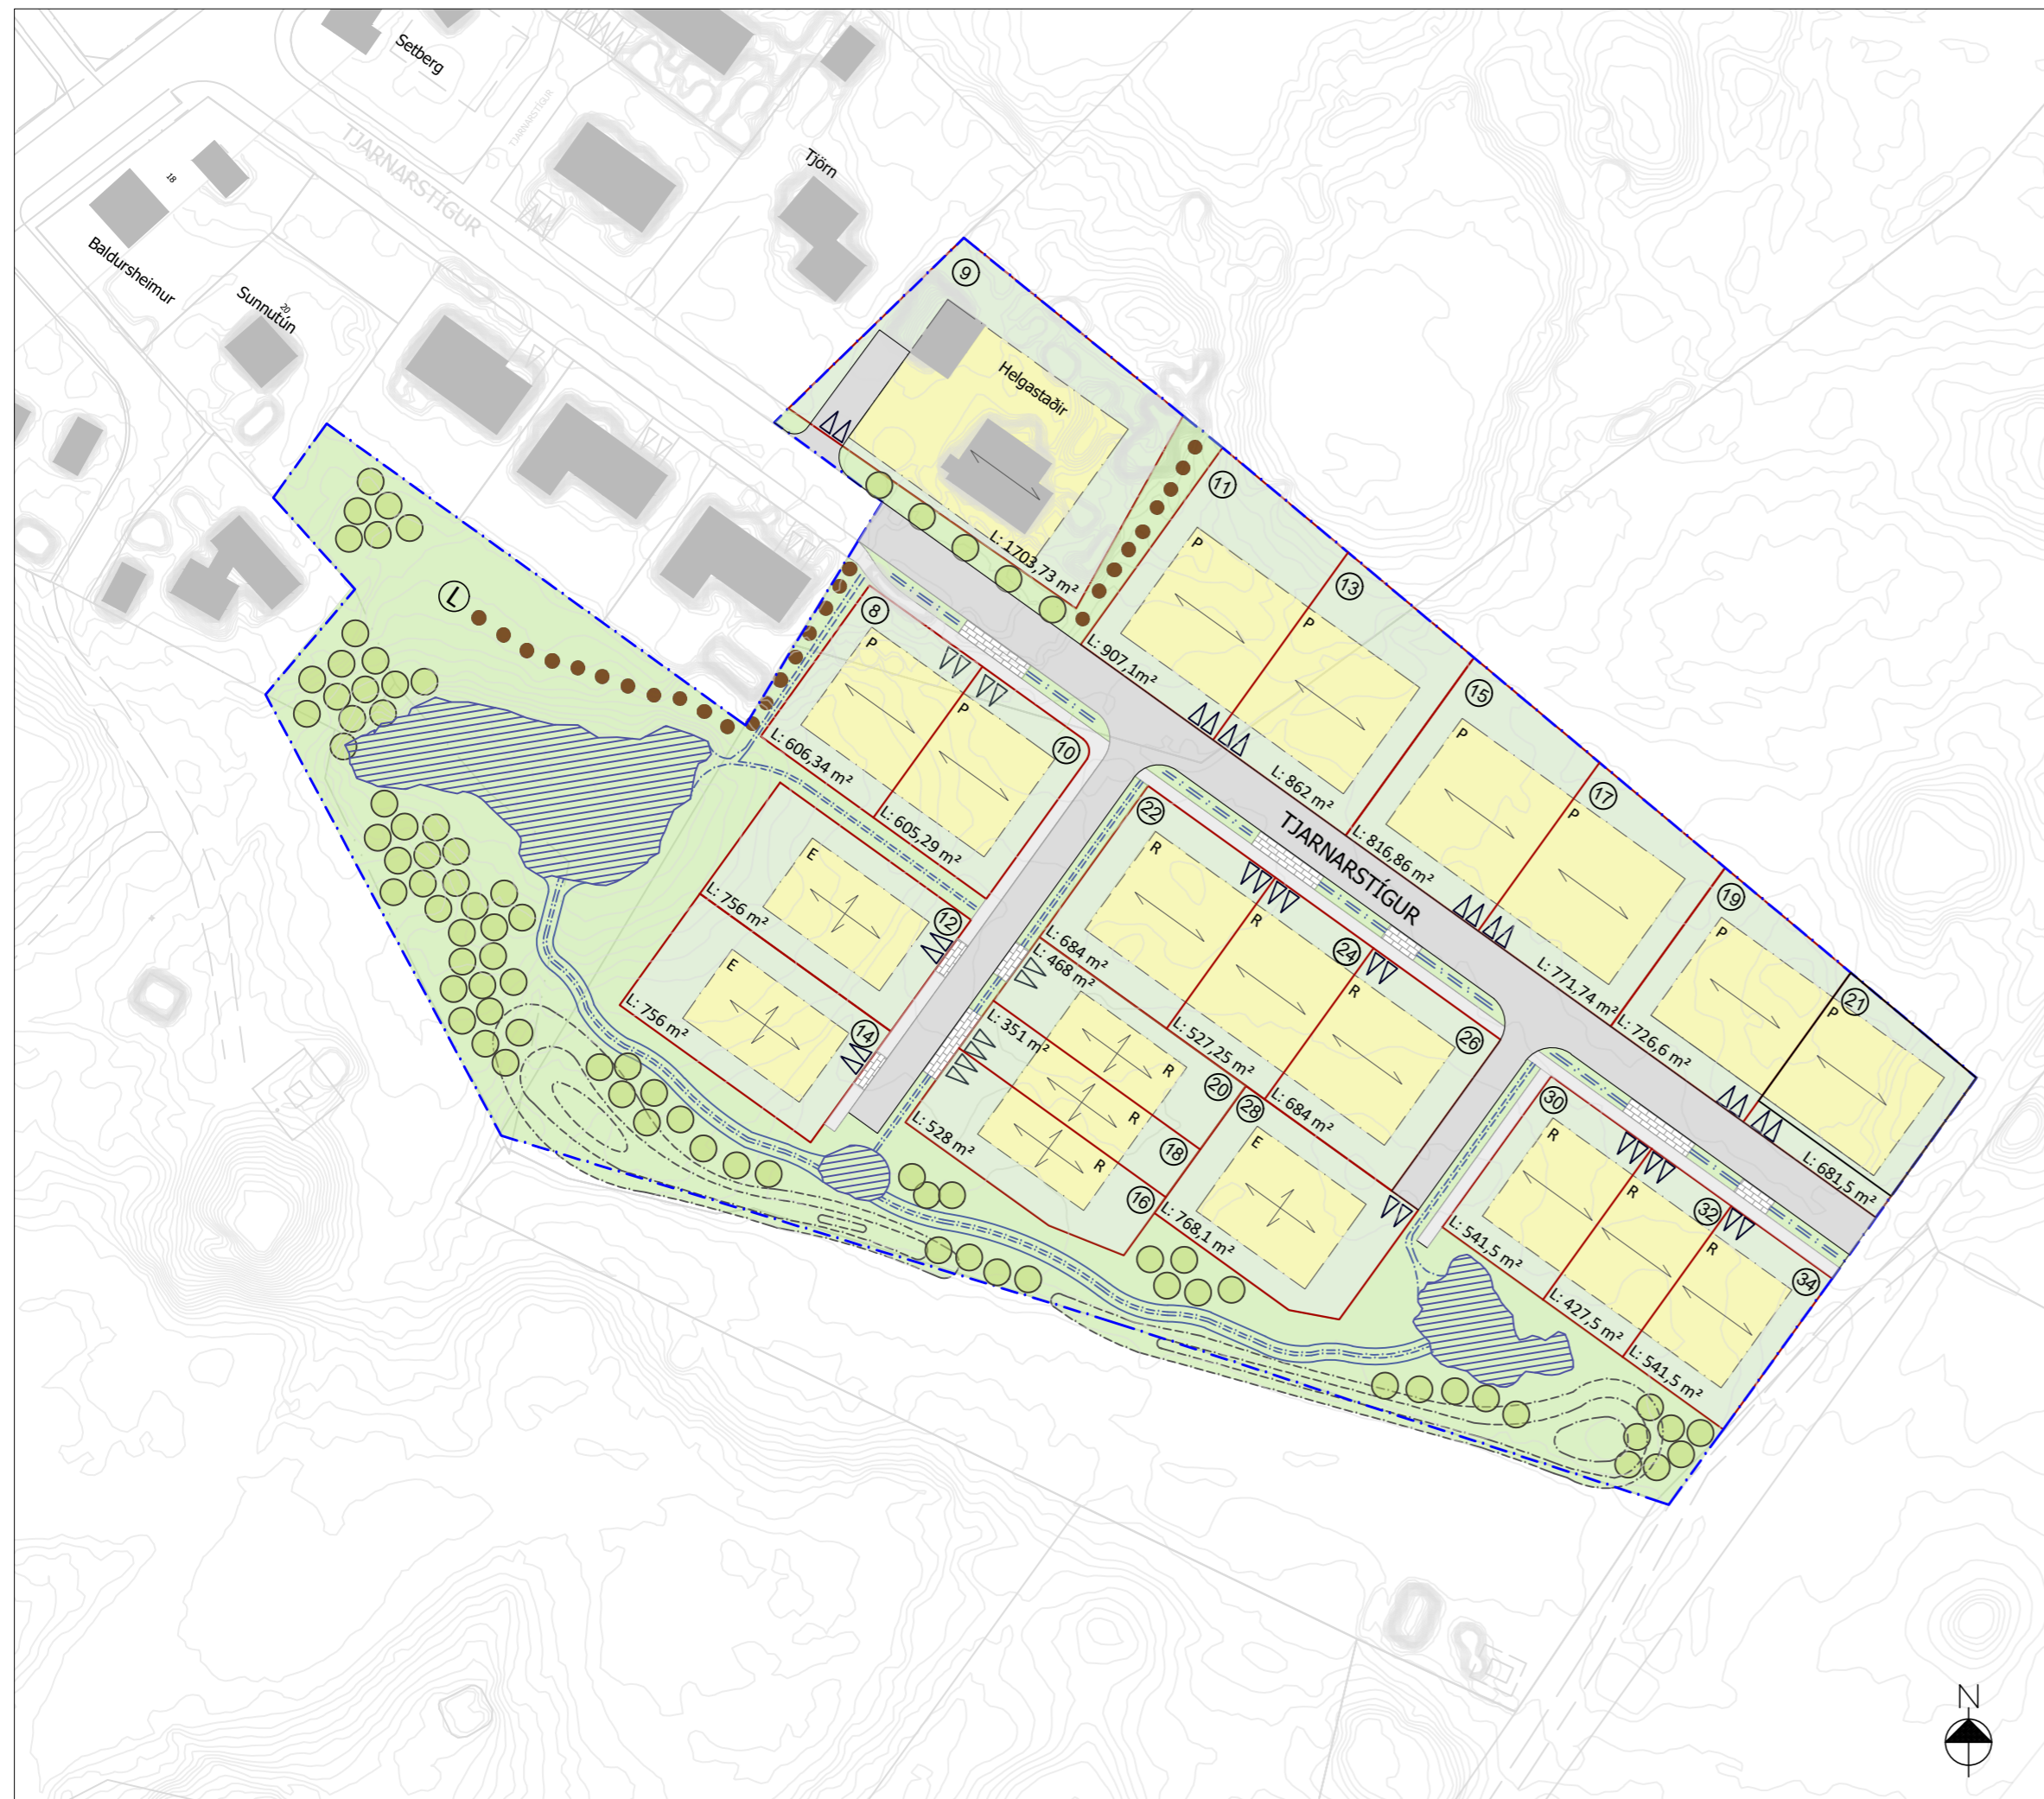 Setberg
TJARNARSTÍGUR
TJARNARSTÍGUR
18
Baldursheimur
20
Sunnutún
Tjörn
9
Helgastaðir
L: 1703,73 m²
11
P
L: 907,1m²
13
P
L: 862 m²
15
P
L: 816,86 m²
17
P
L: 771,74 m²
19
P
L: 726,6 m²
21
P
L: 681,5 m²
TJARNARSTÍGUR
L
8
P
L: 606,34 m²
10
P
L: 605,29 m²
12
E
L: 756 m²
14
E
L: 756 m²
22
R
L: 684 m²
24
R
L: 527,25 m²
26
R
L: 684 m²
L: 468 m²
R
20
L: 351 m²
R
18
L: 528 m²
R
16
28
E
L: 768,1 m²
30
R
L: 541,5 m²
32
R
L: 427,5 m²
34
R
L: 541,5 m²
N